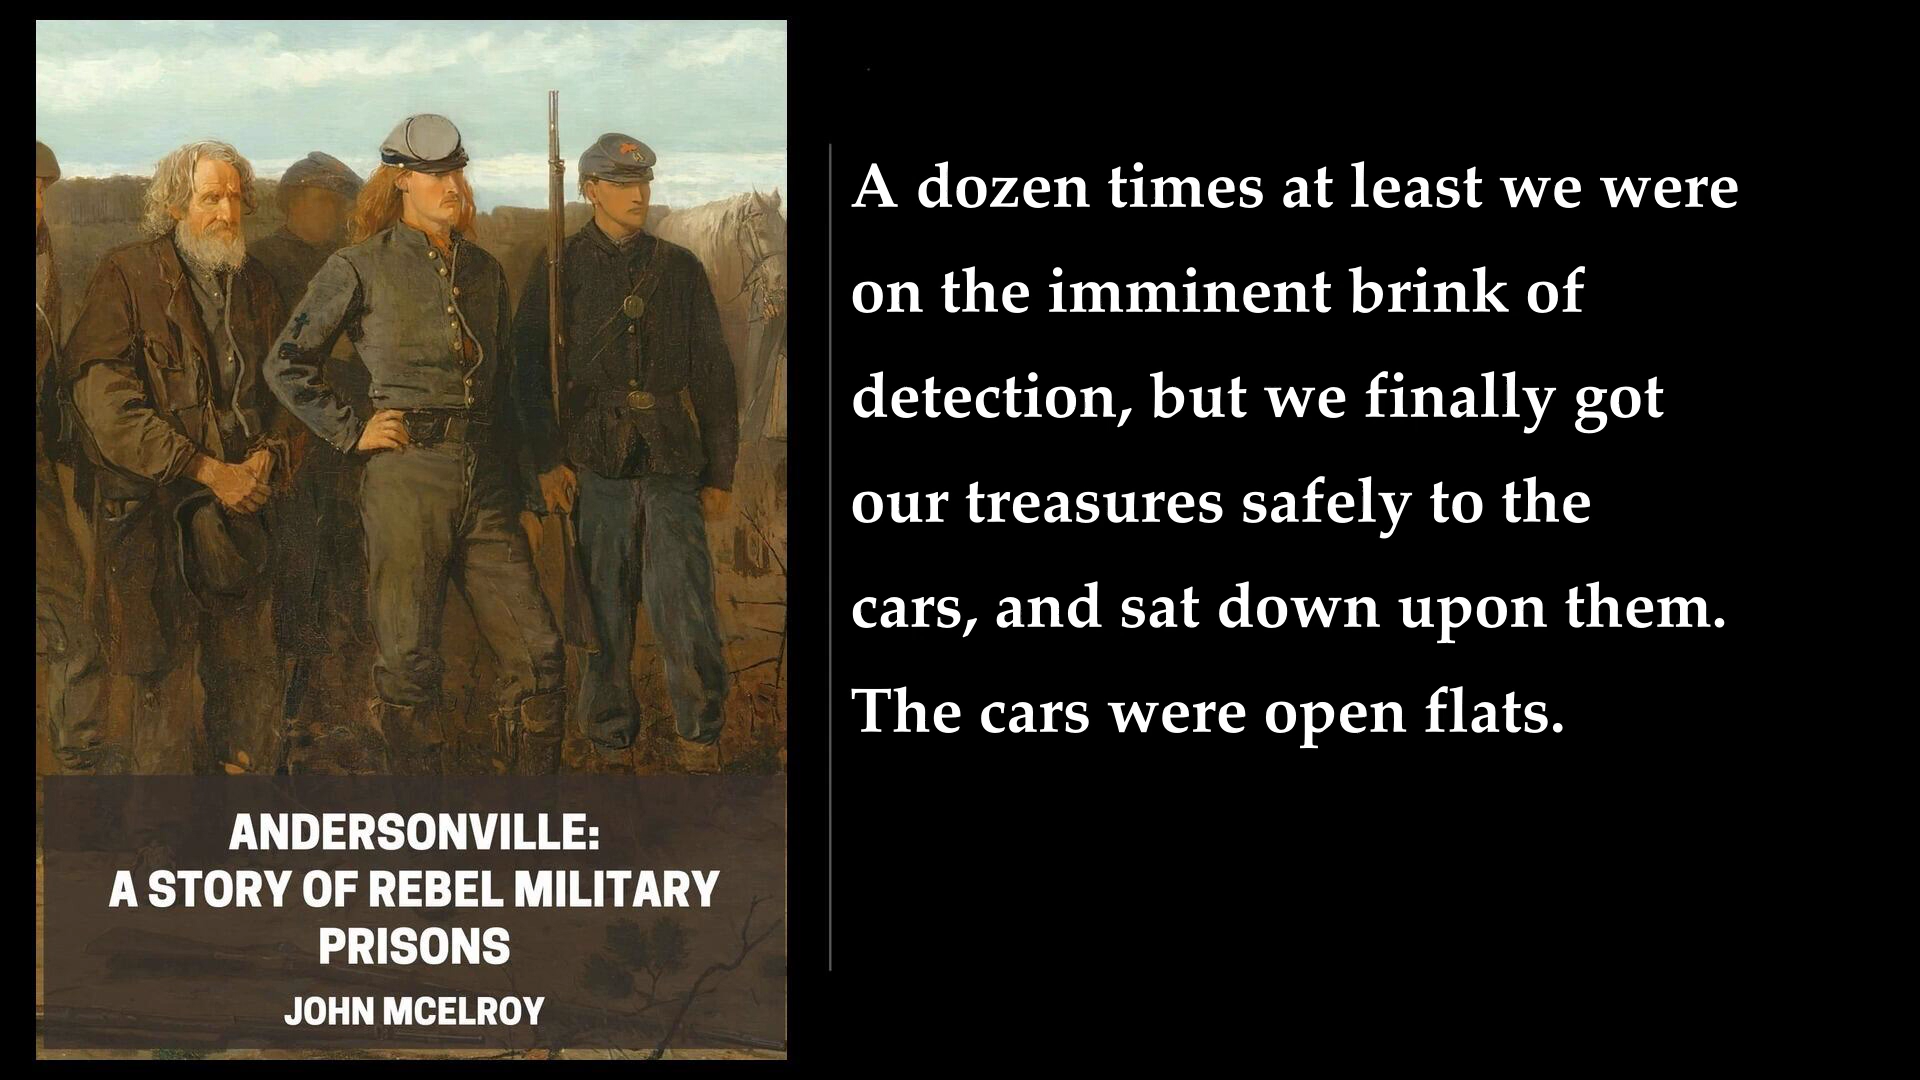 A dozen times at least we were
on the imminent brink of
detection, but we finally got
our treasures safely to the
cars, and sat down upon them.
The cars were open flats.
ANDERSONVILLE:
A STORY OF REBEL MILITARY
PRISONS
JOHN MCELROY